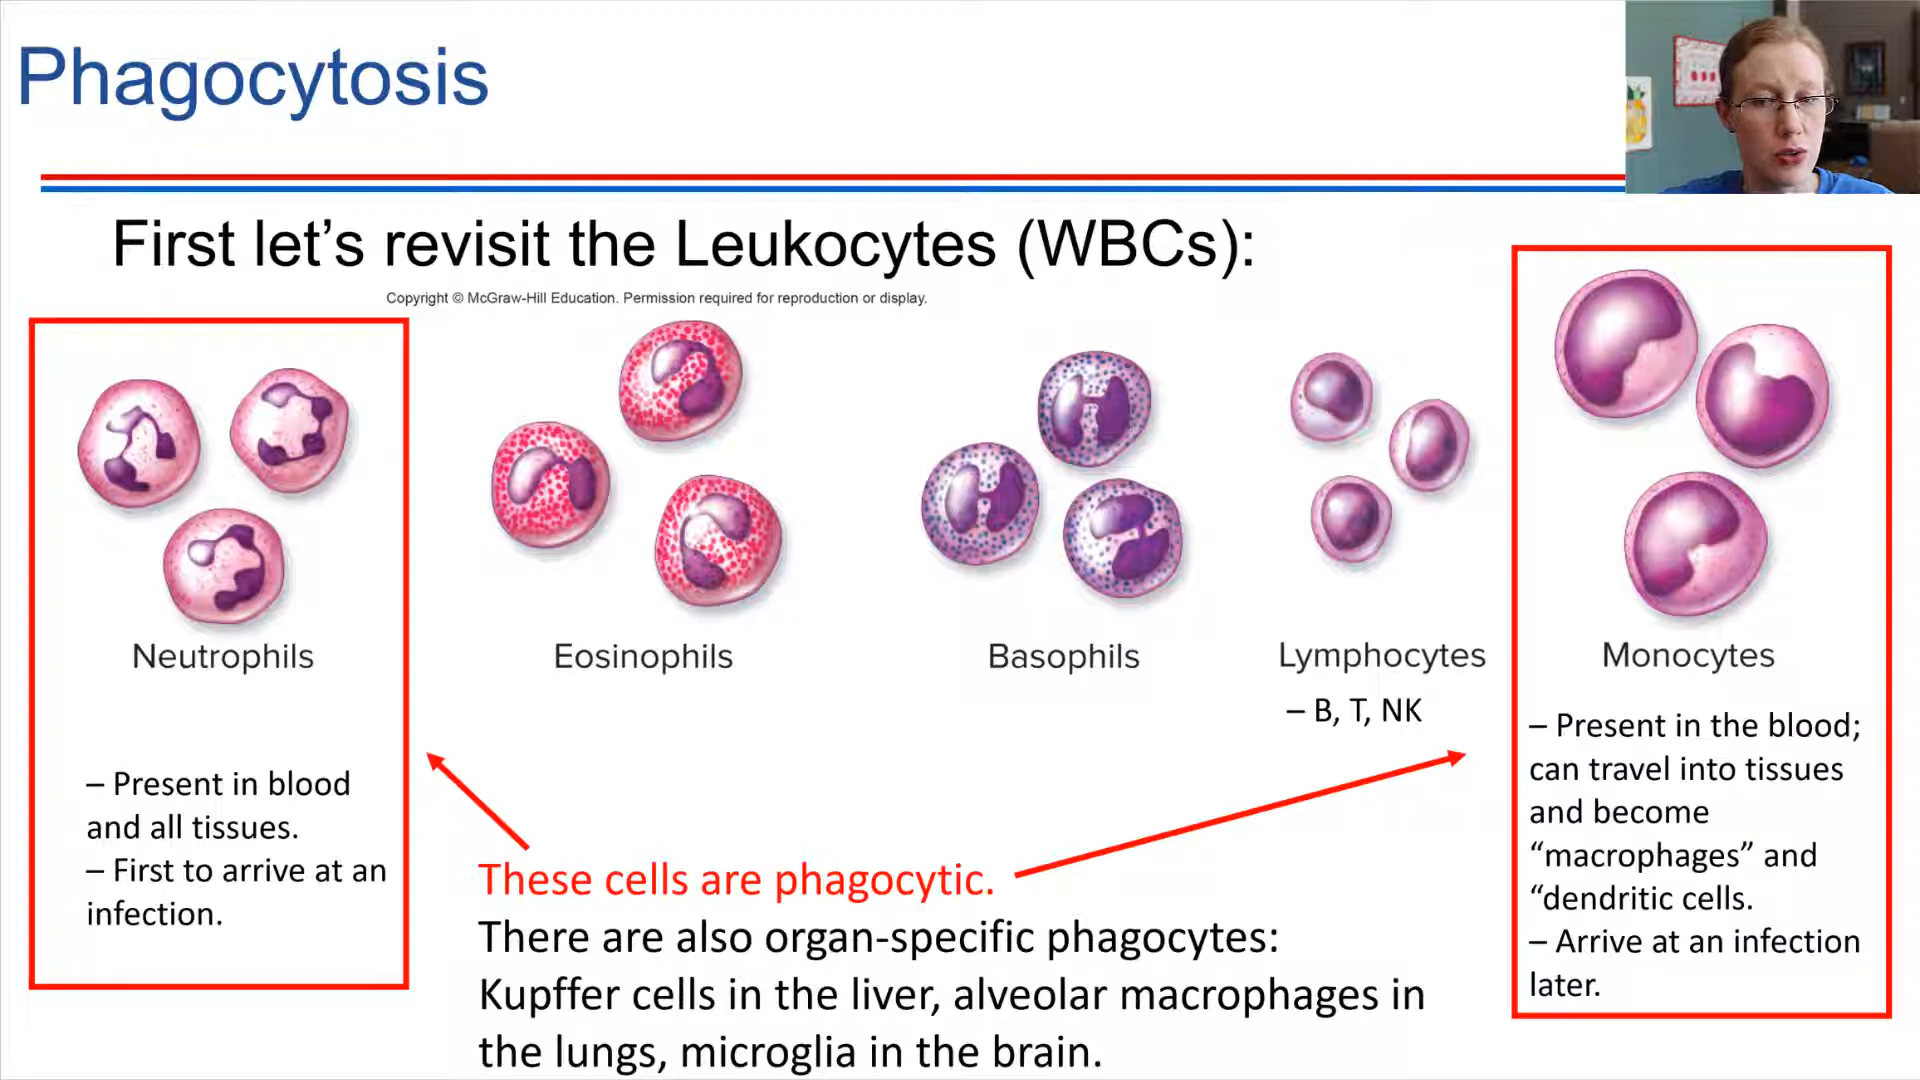 Phagocytosis
First let’s revisit the Leukocytes (WBCs):
Copyright © McGraw-Hill Education. Permission required for reproduction or display.
Neutrophils
Eosinophils
Basophils
Lymphocytes
Monocytes
– B, T, NK
– Present in blood
and all tissues.
– First to arrive at an
infection.
– Present in the blood;
can travel into tissues
and become
“macrophages” and
“dendritic cells.
– Arrive at an infection
later.
These cells are phagocytic.
There are also organ-specific phagocytes:
Kupffer cells in the liver, alveolar macrophages in
the lungs, microglia in the brain.